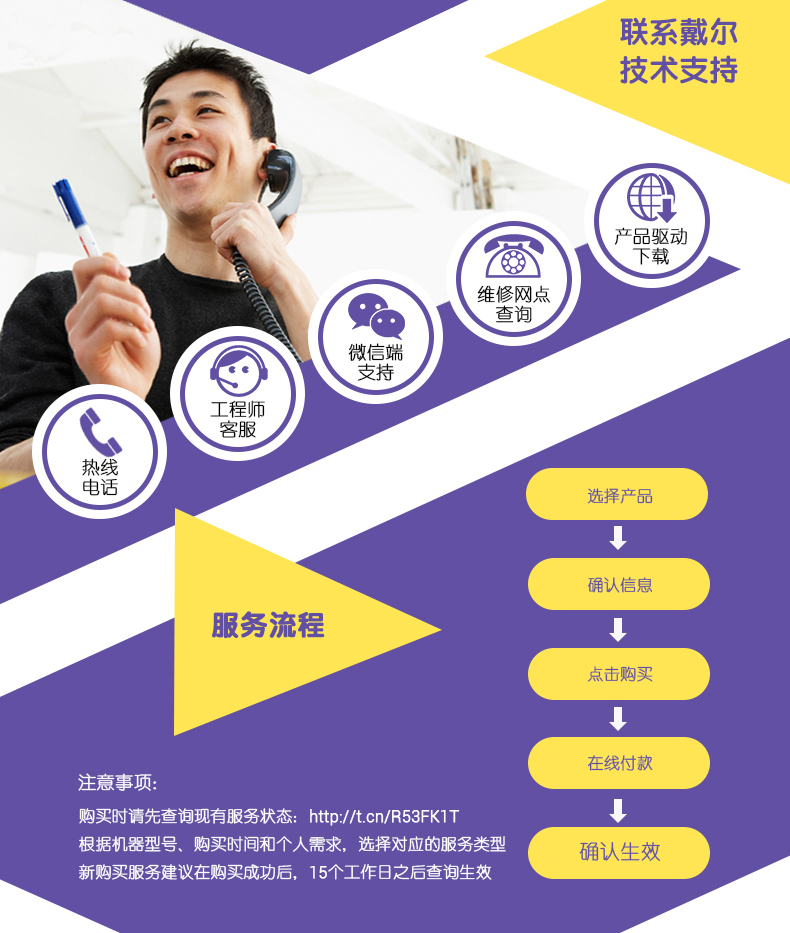 联系戴尔
技术支持
产品驱动
下载
维修网点
查询
微信端
支持
工程师
客服
热线
电话
服务流程
选择产品
确认信息
点击购买
在线付款
确认生效
注意事项:
购买时请先查询现有服务状态：http://t.cn/R53FK1T
根据机器型号、购买时间和个人需求，选择对应的服务类型
新购买服务建议在购买成功后，15个工作日之后查询生效